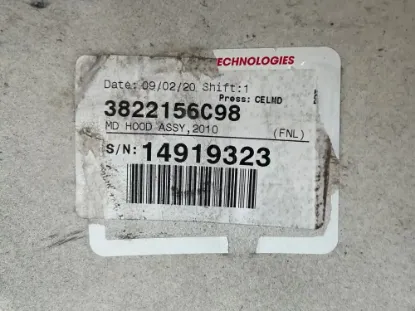 TECHNOLOGIES
Date: 09/02/20 Shift:1
Press: CELMD
3822156C98
MD HOOD ASSY,2010 (FNL)
S/N: 14919323